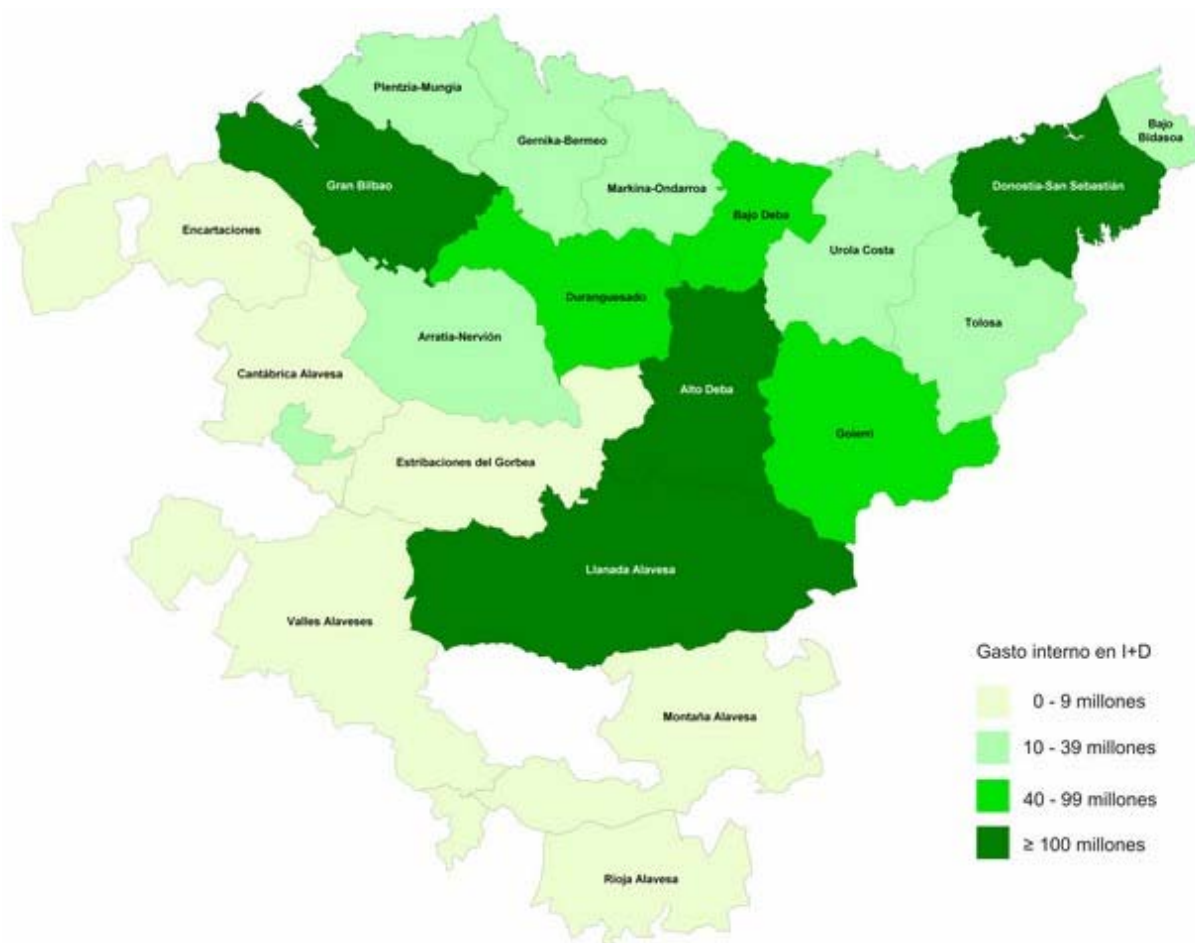 Plentzia-Mungia
Gernika-Bermeo
Bajo
Bidasoa
Gran Bilbao
Markina-Ondarroa
Donostia-San Sebastián
Bajo Deba
Encartaciones
Urola Costa
Duranguesado
Tolosa
Arratia-Nervión
Cantábrica Alavesa
Alto Deba
Goierri
Estribaciones del Gorbea
Llanada Alavesa
Valles Alaveses
Montaña Alavesa
Rioja Alavesa
Gasto interno en I+D
0 - 9 millones
10 - 39 millones
40 - 99 millones
≥ 100 millones